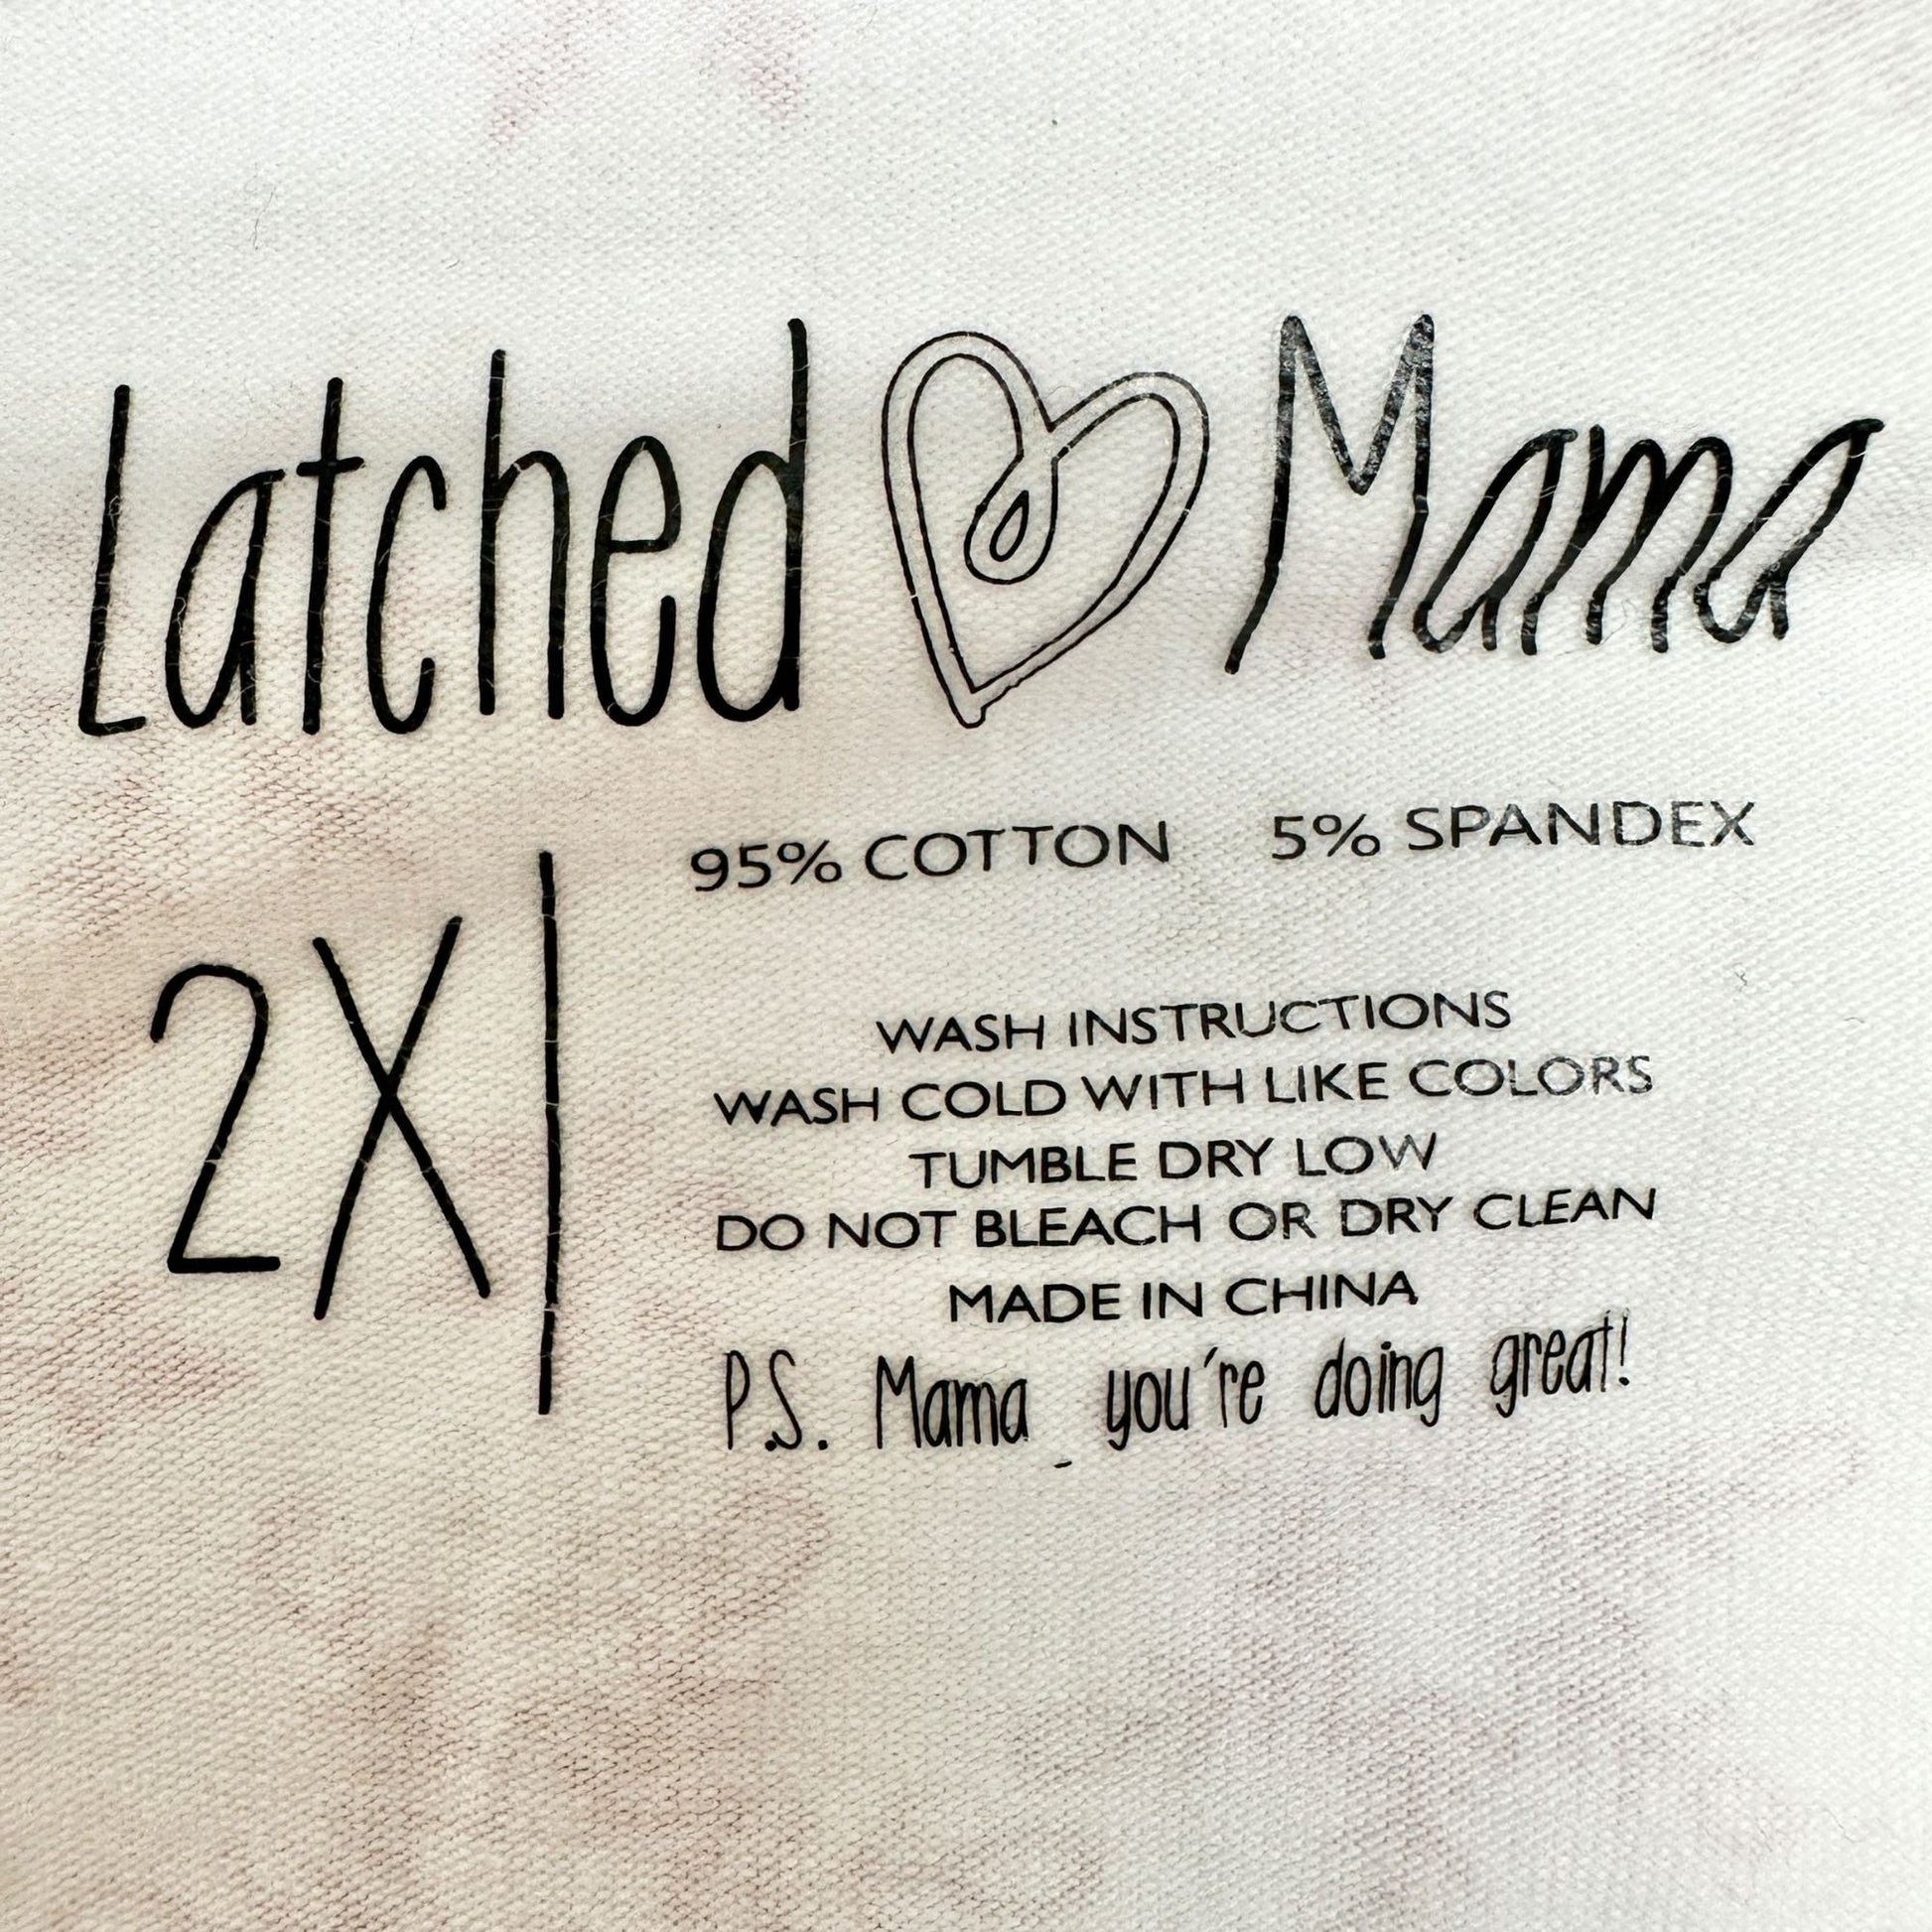 Latched Mama
2X
95% COTTON 5% SPANDEX
WASH INSTRUCTIONS
WASH COLD WITH LIKE COLORS
TUMBLE DRY LOW
DO NOT BLEACH OR DRY CLEAN
MADE IN CHINA
P.S. Mama, you're doing great!